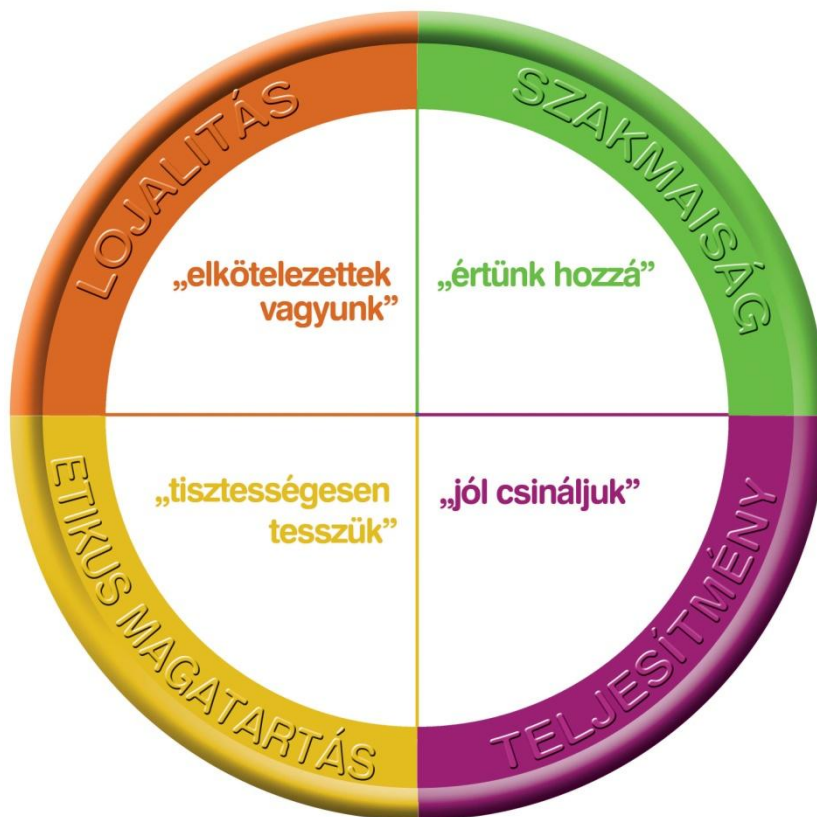 LOJALITÁS
SZAKMAISÁG
„elkötelezettek
vagyunk”
„értünk hozzá”
„tisztességesen
tesszük”
„jól csináljuk”
ETIKUS MAGATARTÁS
TELJESÍTMÉNY